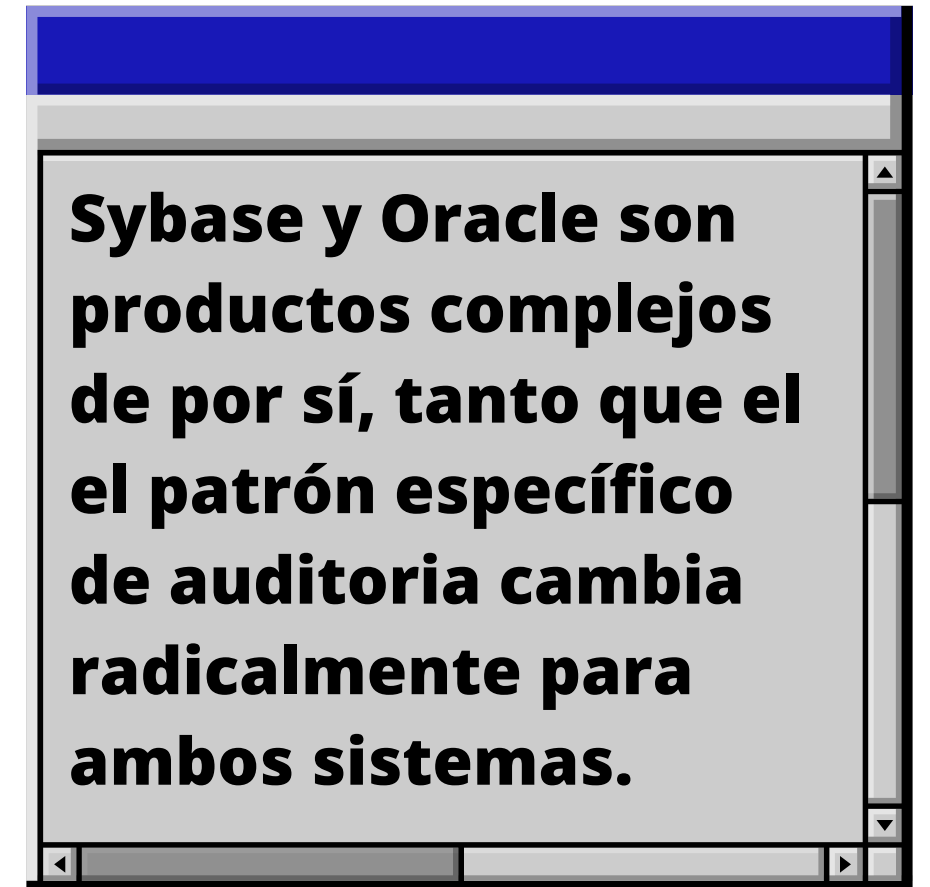 Sybase y Oracle son
productos complejos
de por sí, tanto que el
el patrón específico
de auditoria cambia
radicalmente para
ambos sistemas.